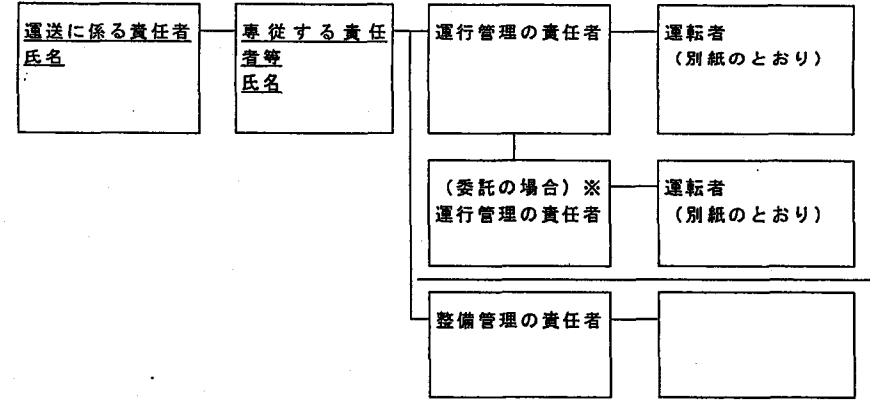 運送に係る責任者
氏名
専従する責任
者等
氏名
運行管理の責任者
運転者
（別紙のとおり）
（委託の場合）※
運行管理の責任者
運転者
（別紙のとおり）
整備管理の責任者